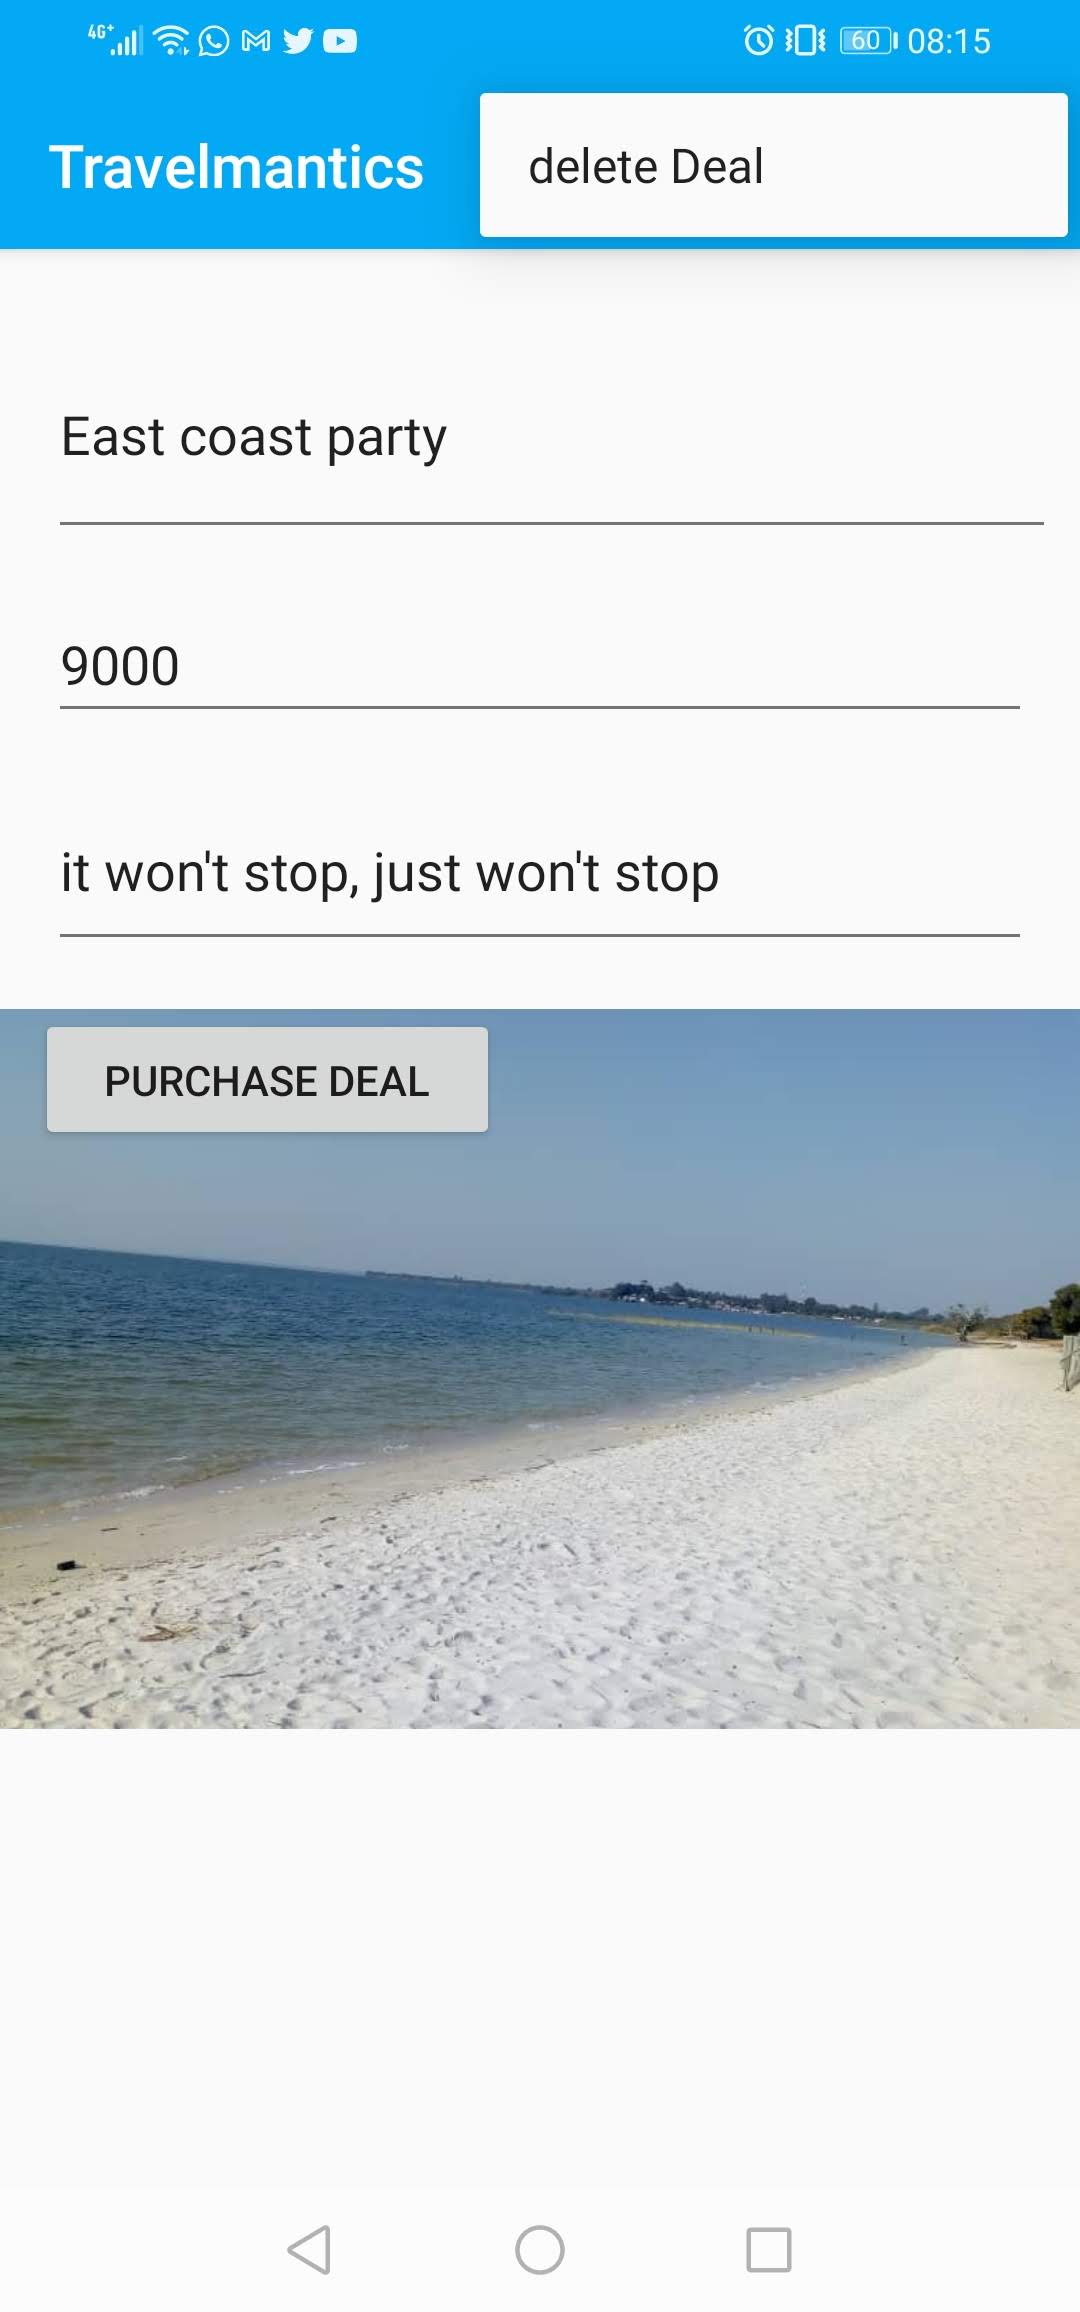 4G+ 60 08:15
Travelmantics
delete Deal
East coast party
9000
it won't stop, just won't stop
PURCHASE DEAL